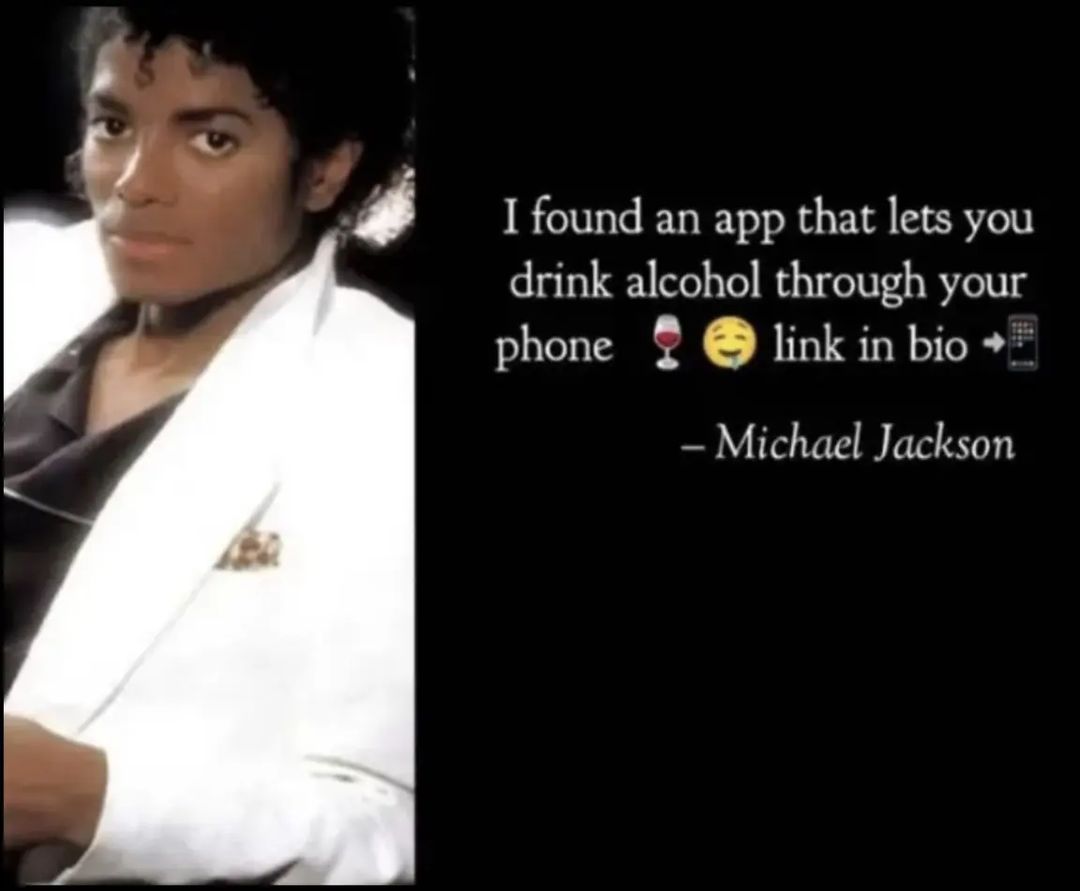 I found an app that lets you
drink alcohol through your
phone 🍷🤤 link in bio 📲
– Michael Jackson